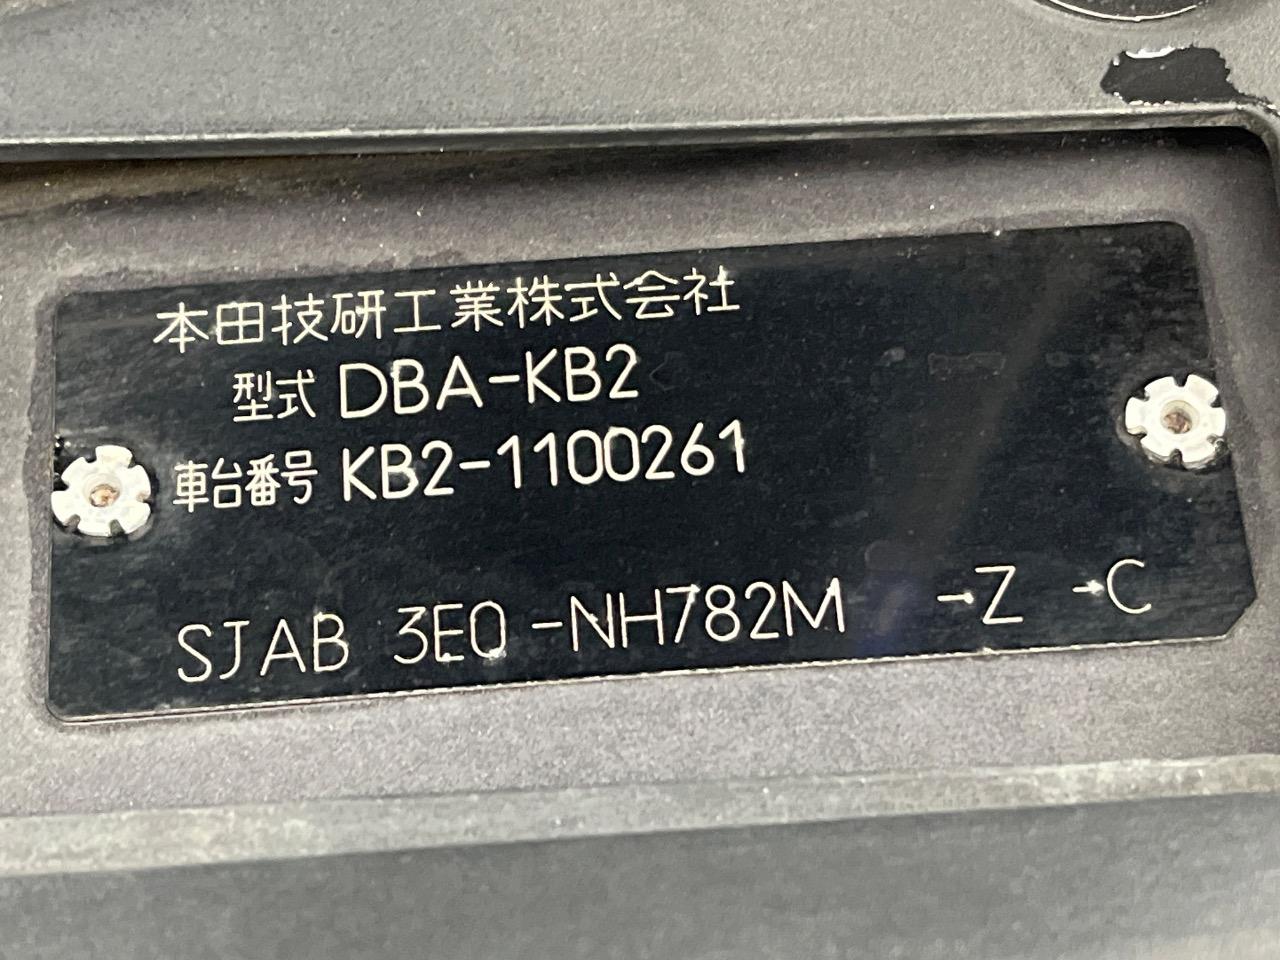 本田技研工業株式会社
型式 DBA-KB2
車台番号 KB2-1100261
SJAB 3E0 -NH782M →Z →C